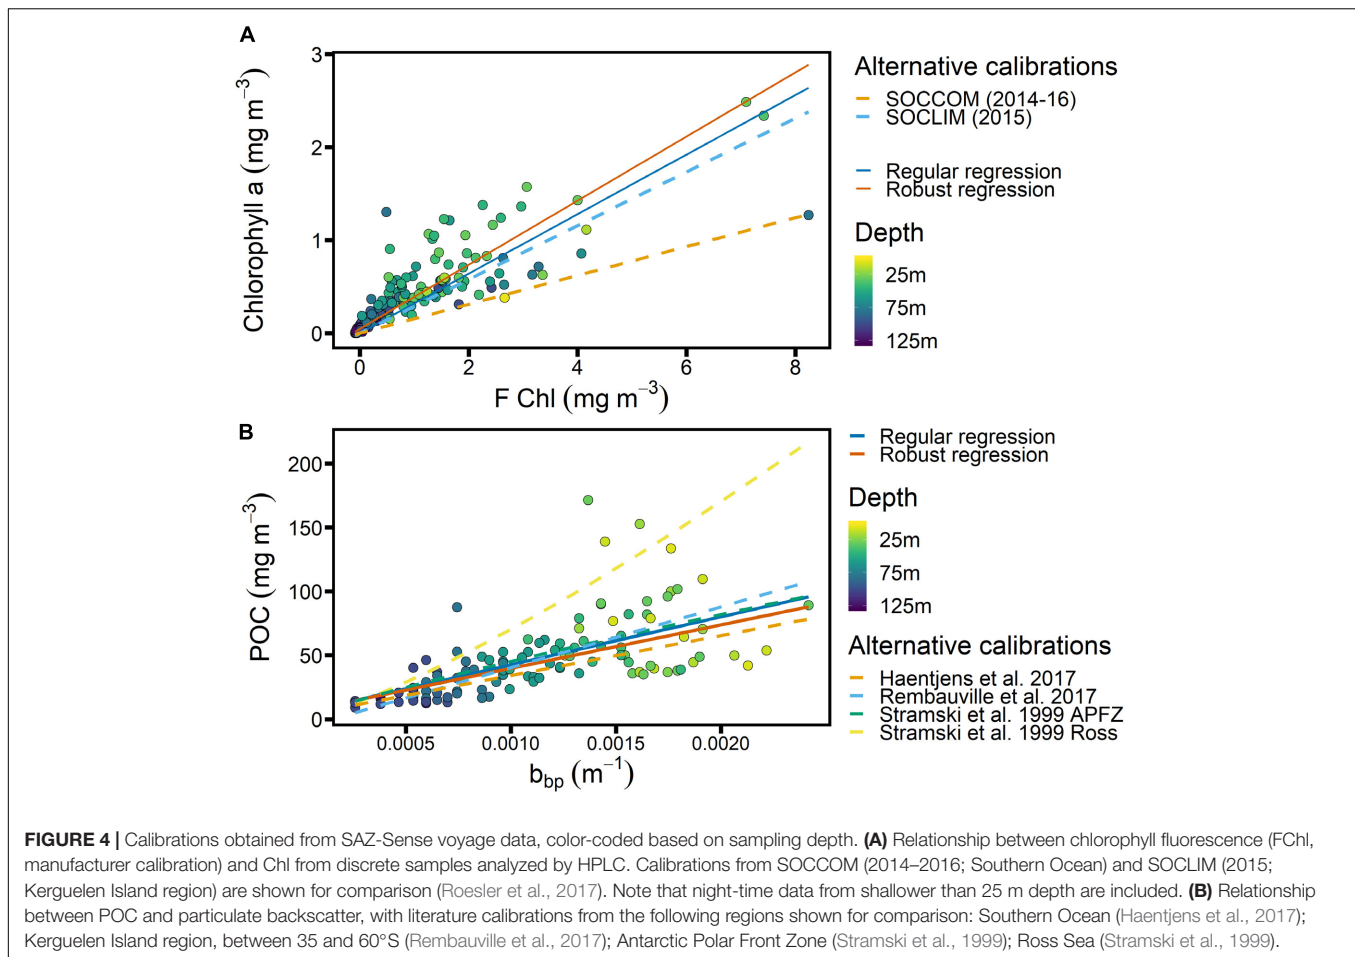 A
3
2
1
0
Chlorophyll a (mg m⁻³)
0 2 4 6 8
F Chl (mg m⁻³)
Alternative calibrations
SOCCOM (2014-16)
SOCLIM (2015)
Regular regression
Robust regression
Depth
25m
75m
125m
B
200
150
100
50
0
POC (mg m⁻³)
0.0005 0.0010 0.0015 0.0020
b_bp (m⁻¹)
Regular regression
Robust regression
Depth
25m
75m
125m
Alternative calibrations
Haentjens et al. 2017
Rembauville et al. 2017
Stramski et al. 1999 APFZ
Stramski et al. 1999 Ross
FIGURE 4 | Calibrations obtained from SAZ-Sense voyage data, color-coded based on sampling depth. (A) Relationship between chlorophyll fluorescence (FChl,
manufacturer calibration) and Chl from discrete samples analyzed by HPLC. Calibrations from SOCCOM (2014–2016; Southern Ocean) and SOCLIM (2015;
Kerguelen Island region) are shown for comparison (Roesler et al., 2017). Note that night-time data from shallower than 25 m depth are included. (B) Relationship
between POC and particulate backscatter, with literature calibrations from the following regions shown for comparison: Southern Ocean (Haentjens et al., 2017);
Kerguelen Island region, between 35 and 60°S (Rembauville et al., 2017); Antarctic Polar Front Zone (Stramski et al., 1999); Ross Sea (Stramski et al., 1999).